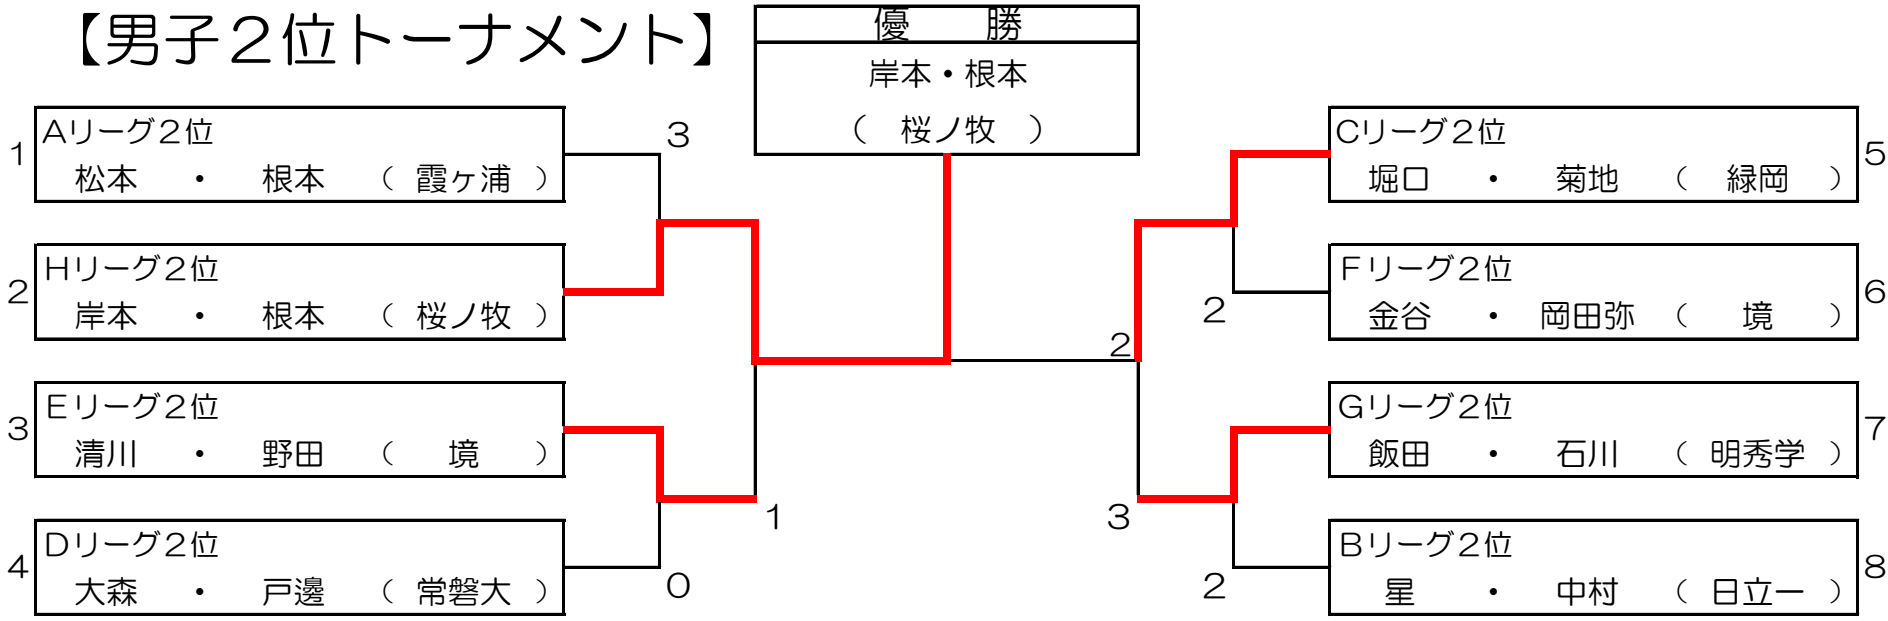 【男子２位トーナメント】
優　勝
岸本・根本
（ 桜ノ牧 ）
1
Aリーグ２位
松本 ・ 根本 （ 霞ヶ浦 ）
3
2
Hリーグ２位
岸本 ・ 根本 （ 桜ノ牧 ）
3
Eリーグ２位
清川 ・ 野田 （ 境 ）
1
4
Dリーグ２位
大森 ・ 戸邊 （ 常磐大 ）
0
Cリーグ２位
堀口 ・ 菊地 （ 緑岡 ）
5
Fリーグ２位
金谷 ・ 岡田弥 （ 境 ）
6
2
2
Gリーグ２位
飯田 ・ 石川 （ 明秀学 ）
7
3
Bリーグ２位
星 ・ 中村 （ 日立一 ）
8
2